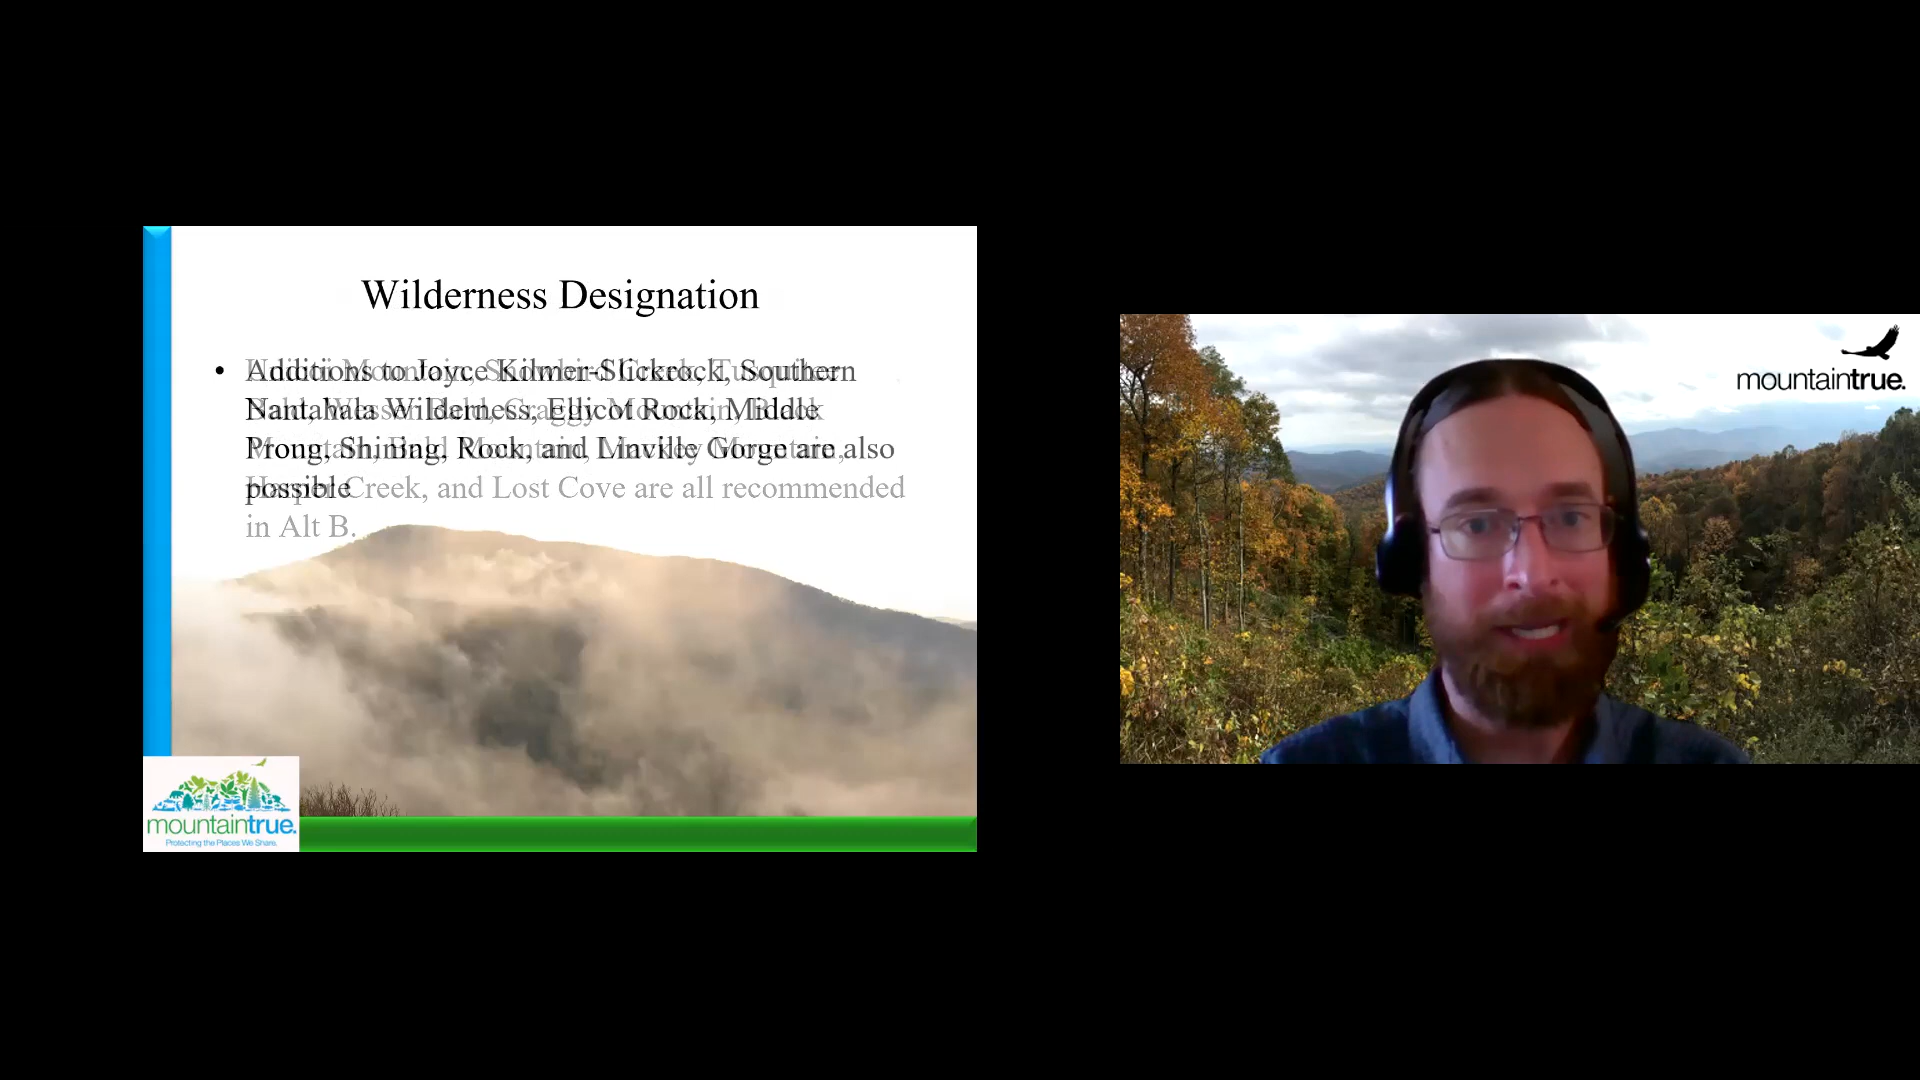 Wilderness Designation
• Additions to Joyce Kilmer-Slickrock, Southern
Nantahala Wilderness, Ellicot Rock, Middle
Prong, Shining, Rock, and Linville Gorge are also
possible
Creek, and Lost Cove are all recommended
in Alt B.
mountaintrue.
Protecting the Places We Share.
mountaintrue.